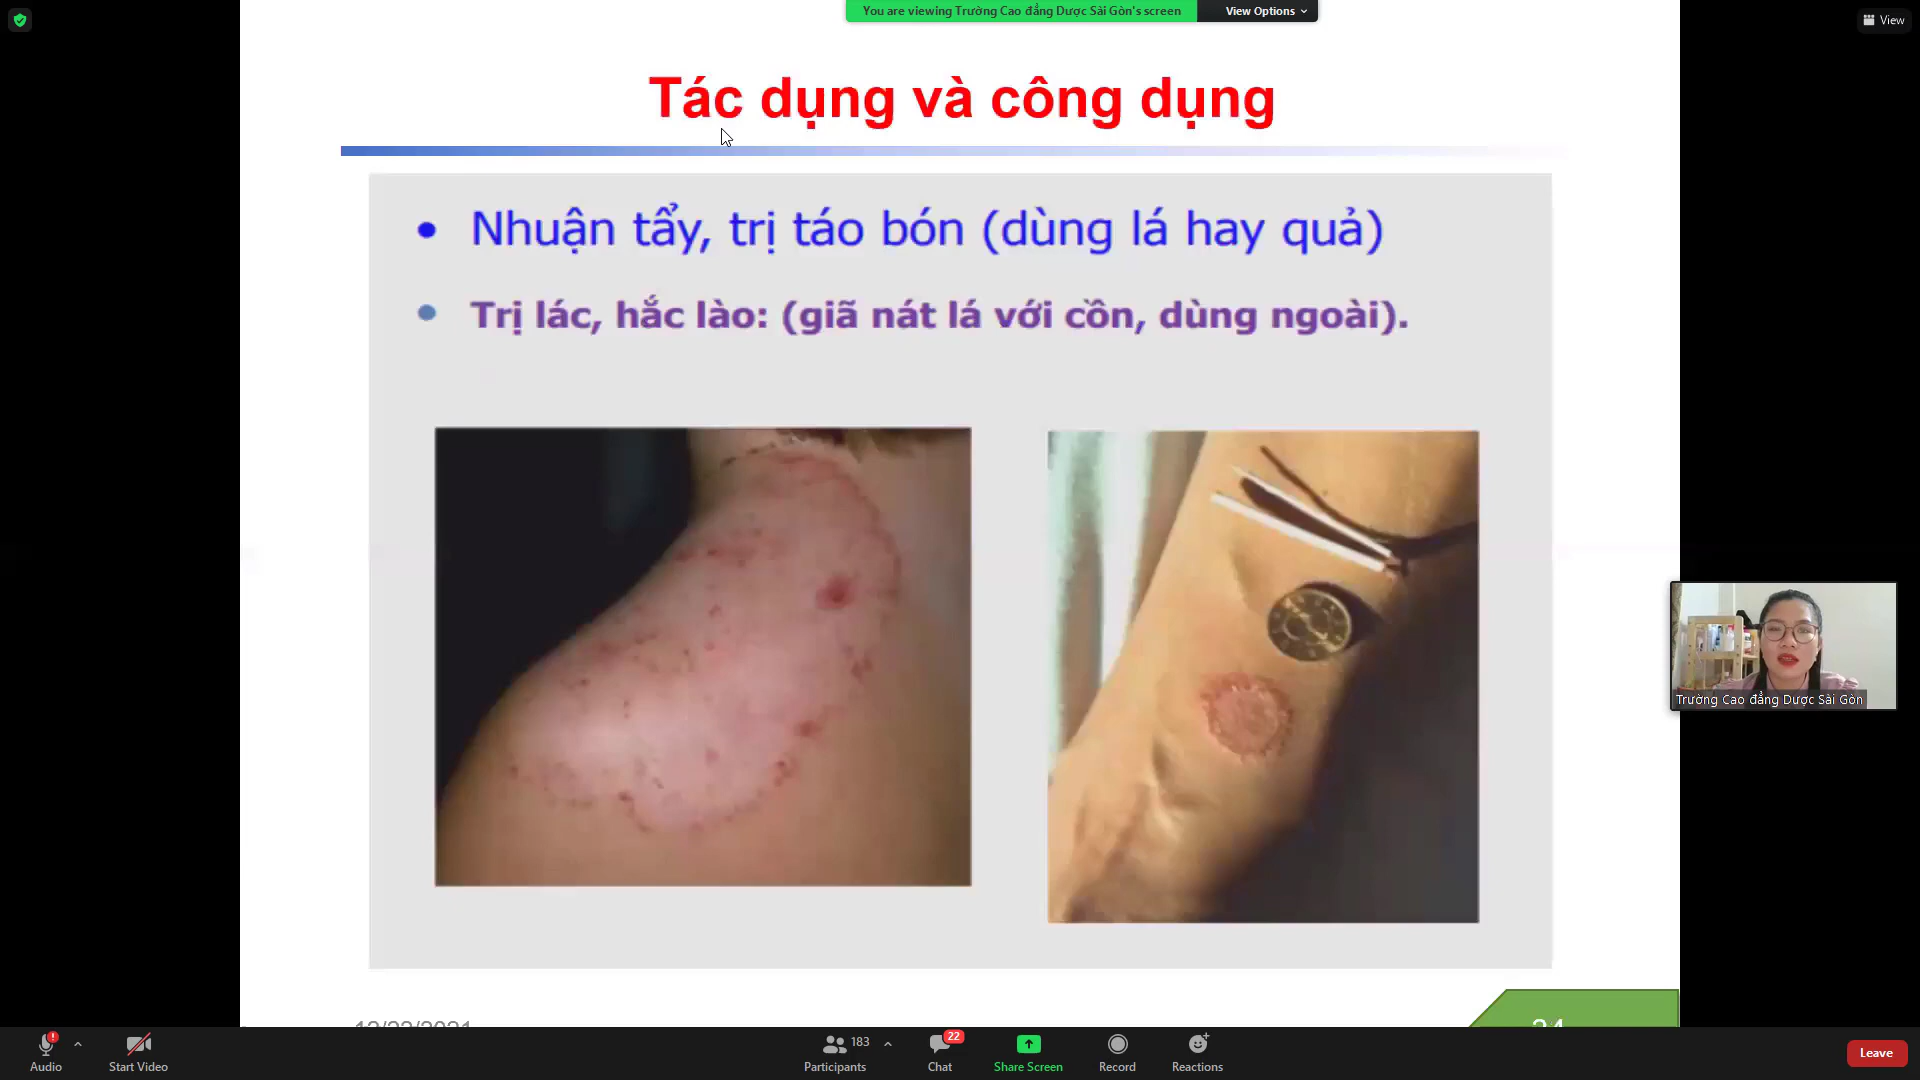 You are viewing Trường Cao đẳng Dược Sài Gòn's screen
View Options
View
Tác dụng và công dụng
Nhuận tẩy, trị táo bón (dùng lá hay quả)
Trị lác, hắc lào: (giã nát lá với cồn, dùng ngoài).
Trường Cao đẳng Dược Sài Gòn
Audio
Start Video
Participants
183
Chat
22
Share Screen
Record
Reactions
Leave